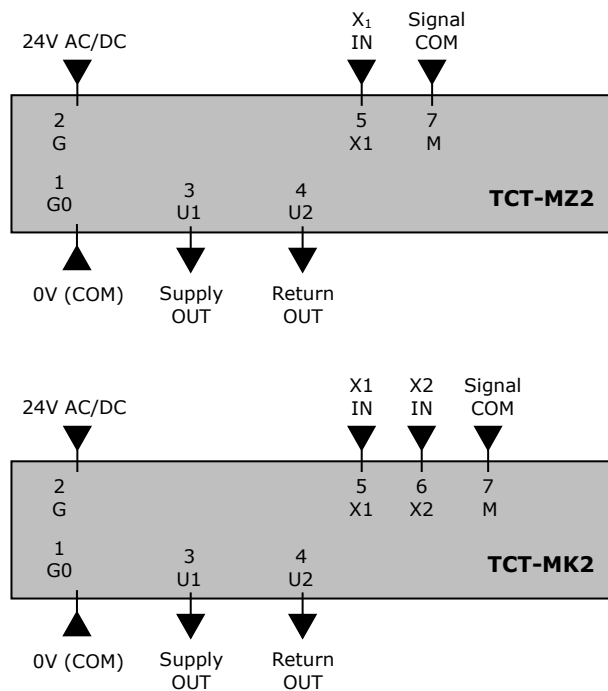 X₁ Signal
24V AC/DC IN COM
2 5 7
G X1 M
1 3 4
G0 U1 U2 TCT-MZ2
0V (COM) Supply Return
OUT OUT
X1 X2 Signal
24V AC/DC IN IN COM
2 5 6 7
G X1 X2 M
1 3 4
G0 U1 U2 TCT-MK2
0V (COM) Supply Return
OUT OUT